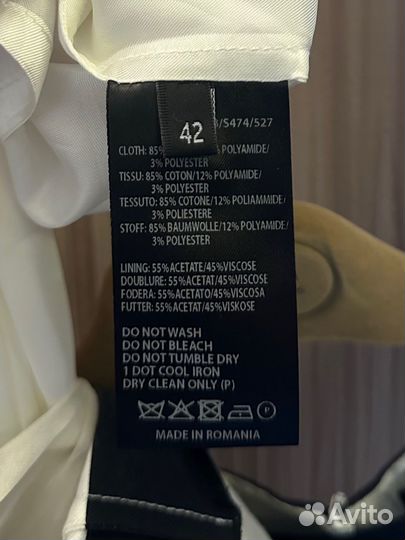 /S474/527
42
CLOTH: 85% POLYAMIDE/
3% POLYESTER
TISSU: 85% COTON/12% POLYAMIDE/
3% POLYESTER
TESSUTO: 85% COTONE/12% POLIAMMIDE/
3% POLIESTERE
STOFF: 85% BAUMWOLLE/12% POLYAMID/
3% POLYESTER
LINING: 55%ACETATE/45%VISCOSE
DOUBLURE: 55%ACETAT/45%VISCOSE
FODERA: 55%ACETATO/45%VISCOSA
FUTTER: 55%ACETAT/45%VISKOSE
DO NOT WASH
DO NOT BLEACH
DO NOT TUMBLE DRY
1 DOT COOL IRON
DRY CLEAN ONLY (P)
P
MADE IN ROMANIA
Avito